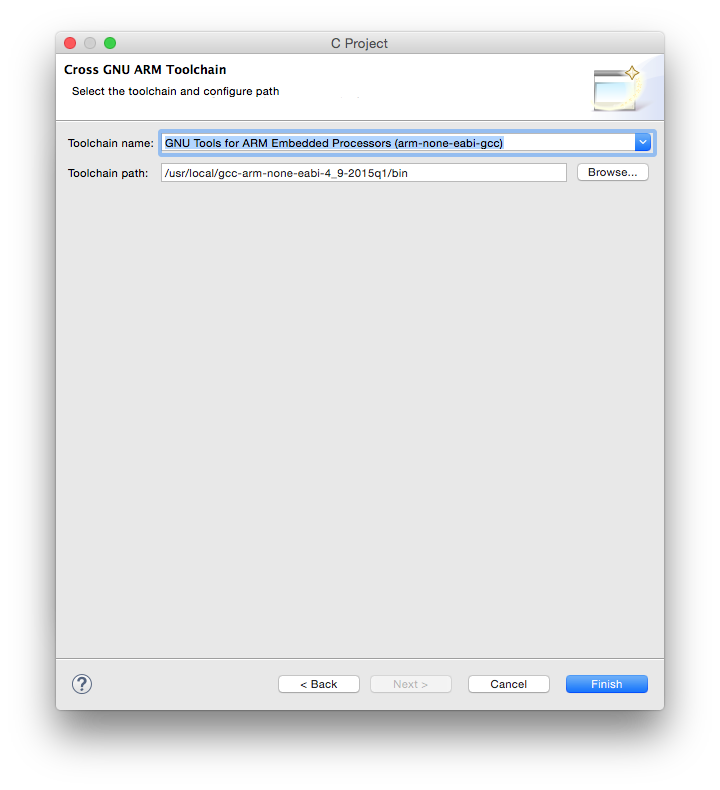 C Project
Cross GNU ARM Toolchain
Select the toolchain and configure path
Toolchain name: GNU Tools for ARM Embedded Processors (arm-none-eabi-gcc)
Toolchain path: /usr/local/gcc-arm-none-eabi-4_9-2015q1/bin Browse...
? < Back Next > Cancel Finish